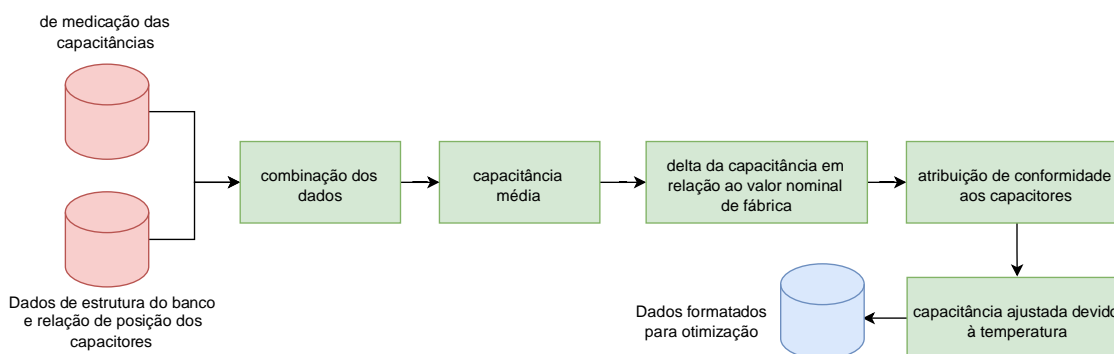 de medicação das
capacitâncias
Dados de estrutura do banco
e relação de posição dos
capacitores
combinação dos
dados
capacitância
média
delta da capacitância em
relação ao valor nominal
de fábrica
atribuição de conformidade
aos capacitores
capacitância ajustada devido
à temperatura
Dados formatados
para otimização